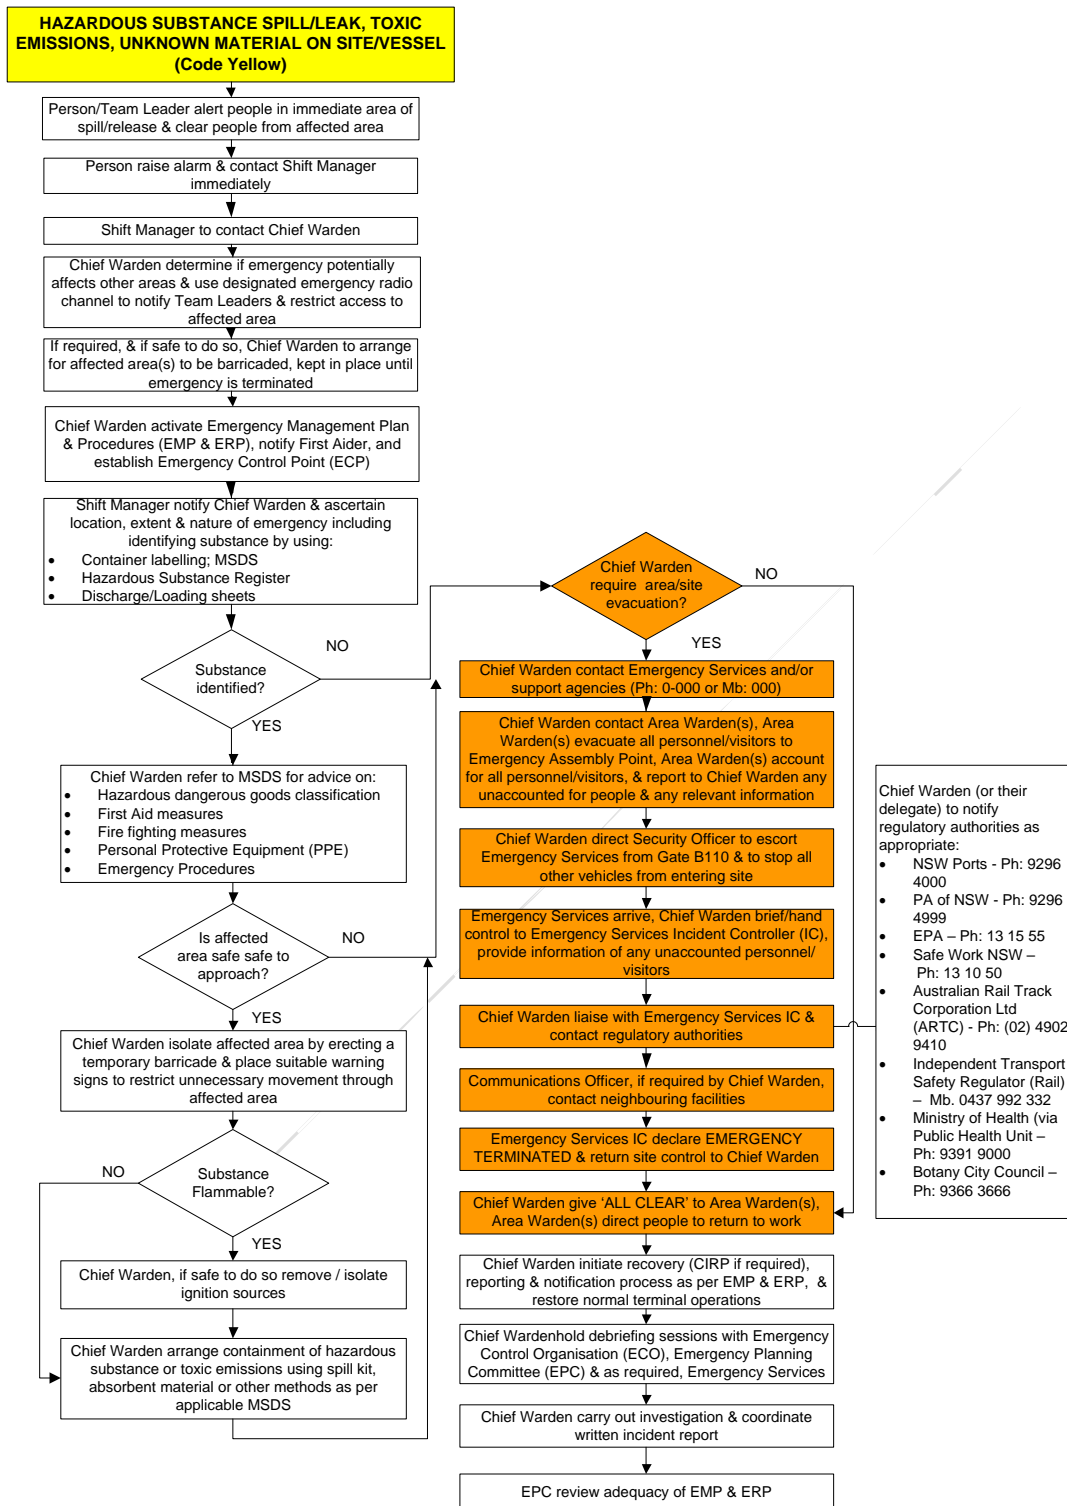 HAZARDOUS SUBSTANCE SPILL/LEAK, TOXIC
EMISSIONS, UNKNOWN MATERIAL ON SITE/VESSEL
(Code Yellow)
Person/Team Leader alert people in immediate area of
spill/release & clear people from affected area
Person raise alarm & contact Shift Manager
immediately
Shift Manager to contact Chief Warden
Chief Warden determine if emergency potentially
affects other areas & use designated emergency radio
channel to notify Team Leaders & restrict access to
affected area
If required, & if safe to do so, Chief Warden to arrange
for affected area(s) to be barricaded, kept in place until
emergency is terminated
Chief Warden activate Emergency Management Plan
& Procedures (EMP & ERP), notify First Aider, and
establish Emergency Control Point (ECP)
Shift Manager notify Chief Warden & ascertain
location, extent & nature of emergency including
identifying substance by using:
• Container labelling; MSDS
• Hazardous Substance Register
• Discharge/Loading sheets
Substance
identified?
NO
YES
Chief Warden refer to MSDS for advice on:
• Hazardous dangerous goods classification
• First Aid measures
• Fire fighting measures
• Personal Protective Equipment (PPE)
• Emergency Procedures
Is affected
area safe safe to
approach?
NO
YES
Chief Warden isolate affected area by erecting a
temporary barricade & place suitable warning
signs to restrict unnecessary movement through
affected area
Substance
Flammable?
NO
YES
Chief Warden, if safe to do so remove / isolate
ignition sources
Chief Warden arrange containment of hazardous
substance or toxic emissions using spill kit,
absorbent material or other methods as per
applicable MSDS
Chief Warden
require area/site
evacuation?
NO
YES
Chief Warden contact Emergency Services and/or
support agencies (Ph: 0-000 or Mb: 000)
Chief Warden contact Area Warden(s), Area
Warden(s) evacuate all personnel/visitors to
Emergency Assembly Point, Area Warden(s) account
for all personnel/visitors, & report to Chief Warden any
unaccounted for people & any relevant information
Chief Warden direct Security Officer to escort
Emergency Services from Gate B110 & to stop all
other vehicles from entering site
Emergency Services arrive, Chief Warden brief/hand
control to Emergency Services Incident Controller (IC),
provide information of any unaccounted personnel/
visitors
Chief Warden liaise with Emergency Services IC &
contact regulatory authorities
Communications Officer, if required by Chief Warden,
contact neighbouring facilities
Emergency Services IC declare EMERGENCY
TERMINATED & return site control to Chief Warden
Chief Warden give ‘ALL CLEAR’ to Area Warden(s),
Area Warden(s) direct people to return to work
Chief Warden initiate recovery (CIRP if required),
reporting & notification process as per EMP & ERP, &
restore normal terminal operations
Chief Wardenhold debriefing sessions with Emergency
Control Organisation (ECO), Emergency Planning
Committee (EPC) & as required, Emergency Services
Chief Warden carry out investigation & coordinate
written incident report
EPC review adequacy of EMP & ERP
Chief Warden (or their
delegate) to notify
regulatory authorities as
appropriate:
• NSW Ports - Ph: 9296
4000
• PA of NSW - Ph: 9296
4999
• EPA – Ph: 13 15 55
• Safe Work NSW –
Ph: 13 10 50
• Australian Rail Track
Corporation Ltd
(ARTC) - Ph: (02) 4902
9410
• Independent Transport
Safety Regulator (Rail)
– Mb. 0437 992 332
• Ministry of Health (via
Public Health Unit –
Ph: 9391 9000
• Botany City Council –
Ph: 9366 3666